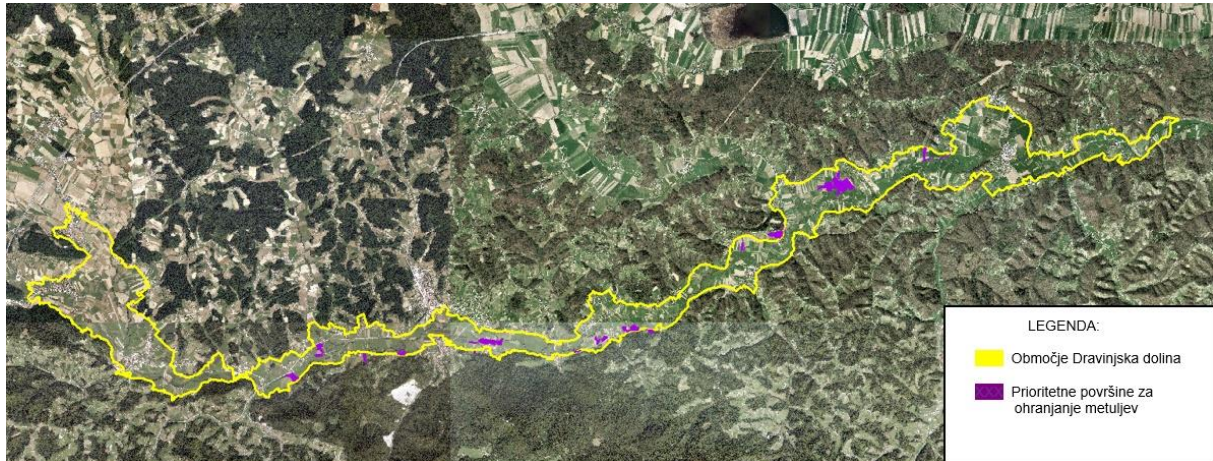 LEGENDA:
Območje Dravinjska dolina
Prioritetne površine za
ohranjanje metuljev